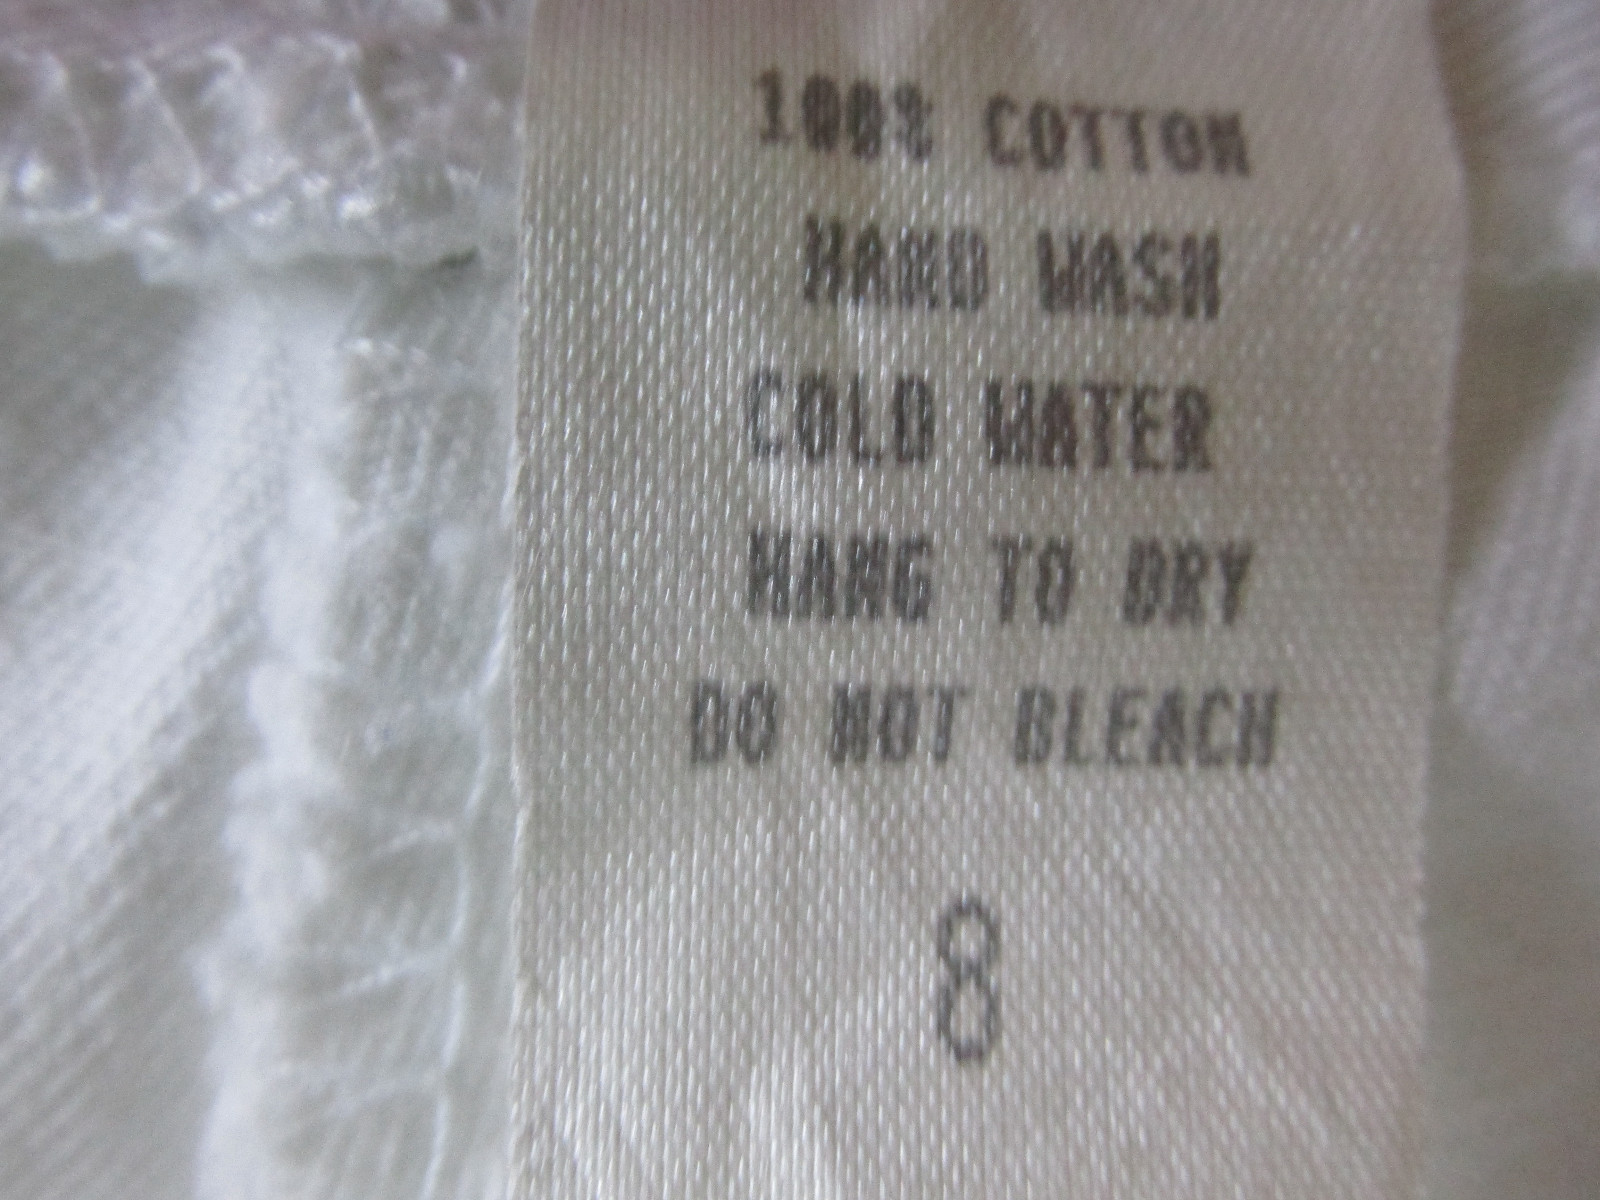 100% COTTON
HAND WASH
COLD WATER
HANG TO DRY
DO NOT BLEACH
8